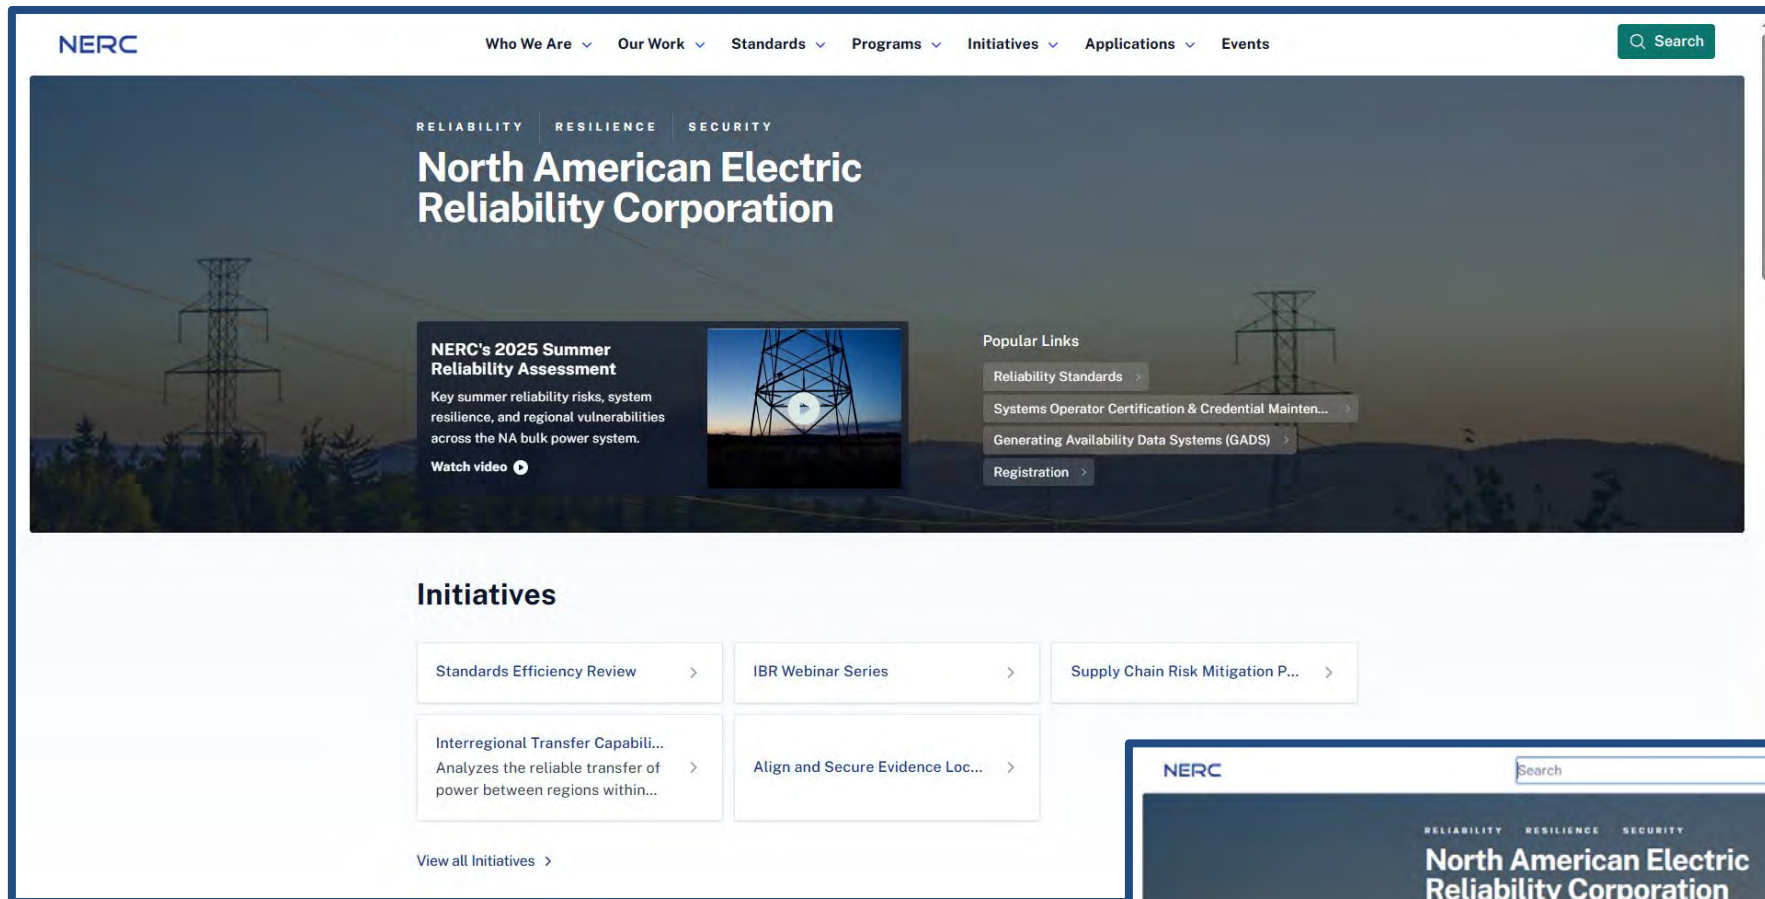 NERC
Who We Are
Our Work
Standards
Programs
Initiatives
Applications
Events
Search
RELIABILITY
RESILIENCE
SECURITY
North American Electric
Reliability Corporation
NERC's 2025 Summer
Reliability Assessment
Key summer reliability risks, system
resilience, and regional vulnerabilities
across the NA bulk power system.
Watch video
Popular Links
Reliability Standards
Systems Operator Certification & Credential Mainten...
Generating Availability Data Systems (GADS)
Registration
Initiatives
Standards Efficiency Review
IBR Webinar Series
Supply Chain Risk Mitigation P...
Interregional Transfer Capabili...
Analyzes the reliable transfer of
power between regions within...
Align and Secure Evidence Loc...
View all Initiatives
NERC
Search
RELIABILITY
RESILIENCE
SECURITY
North American Electric
Reliability Corporation